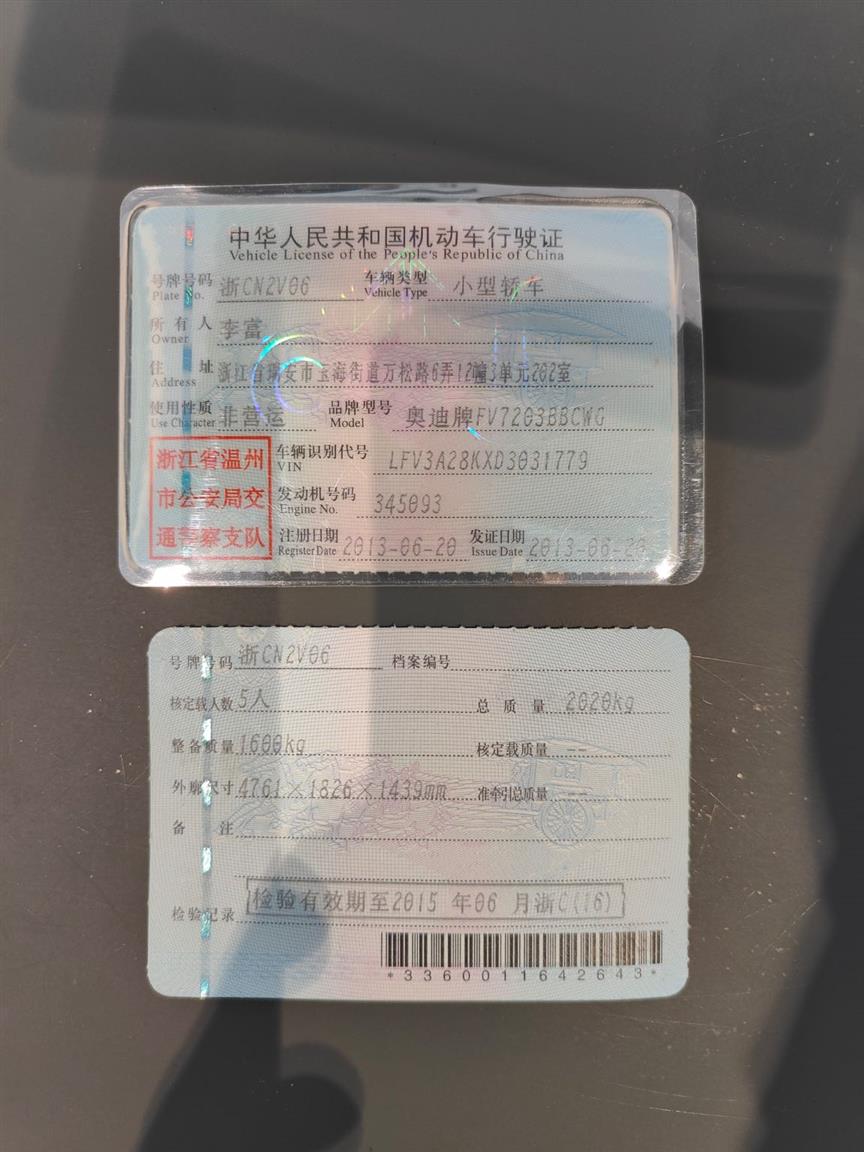 中华人民共和国机动车行驶证
Vehicle License of the People's Republic of China
号牌号码 浙CN2V06 车辆类型 小型轿车
Plate No. Vehicle Type
所有人 李富
Owner
住址 浙江省瑞安市玉海街道万松路6弄12幢3单元202室
Address
使用性质 非营运 品牌型号 奥迪牌FV7203BBCWG
Use Character Model
浙江省温州 车辆识别代号 LFV3A28KXD3031779
VIN
市公安局交 发动机号码 345093
Engine No.
通警察支队 注册日期 2013-06-20 发证日期 2013-06-20
Register Date Issue Date
号牌号码 浙CN2V06 档案编号
核定载人数 5人 总质量 2020kg
整备质量 1600kg 核定载质量 --
外廓尺寸 4761×1826×1439mm 准牵引总质量 --
备注
检验记录 检验有效期至2015年06月浙C(16)
*3360011642643*